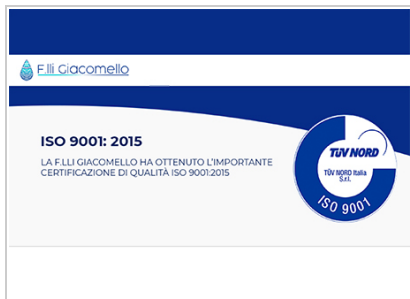 F.lli Giacomello
ISO 9001: 2015
LA F.LLI GIACOMELLO HA OTTENUTO L'IMPORTANTE
CERTIFICAZIONE DI QUALITÀ ISO 9001:2015
TÜV NORD
TÜV NORD Italia
S.r.l.
ISO 9001